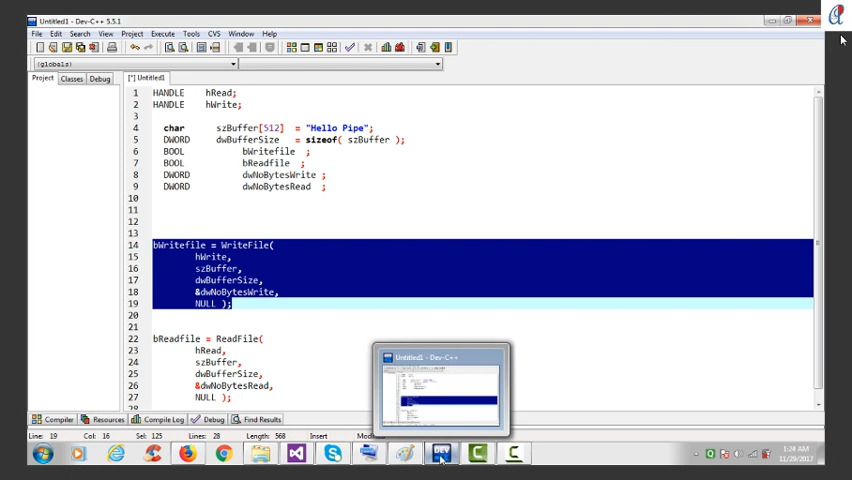 Untitled1 - Dev-C++ 5.5.1
File Edit Search View Project Execute Tools CVS Window Help
(globals)
Project Classes Debug [*] Untitled1
1 HANDLE hRead;
2 HANDLE hWrite;
3
4 char szBuffer[512] = "Hello Pipe";
5 DWORD dwBufferSize = sizeof( szBuffer );
6 BOOL bWritefile ;
7 BOOL bReadfile ;
8 DWORD dwNoBytesWrite ;
9 DWORD dwNoBytesRead ;
10
11
12
13
14 bWritefile = WriteFile(
15 hWrite,
16 szBuffer,
17 dwBufferSize,
18 &dwNoBytesWrite,
19 NULL );
20
21
22 bReadfile = ReadFile(
23 hRead,
24 szBuffer,
25 dwBufferSize,
26 &dwNoBytesRead,
27 NULL );
28
Untitled1 - Dev-C++
Compiler Resources Compile Log Debug Find Results
Line: 19 Col: 16 Sel: 125 Lines: 28 Length: 568 Insert
DEV
1:24 AM
11/29/2017